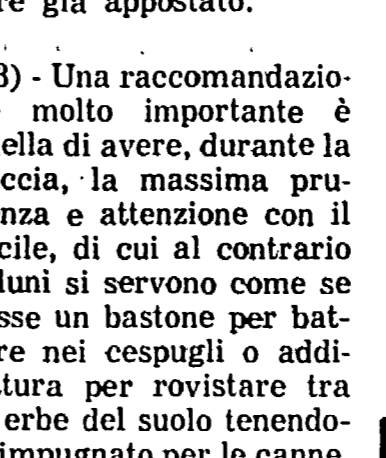 re già appostato.
3) - Una raccomandazio-
e molto importante è
ella di avere, durante la
ccia, la massima pru-
nza e attenzione con il
cile, di cui al contrario
luni si servono come se
sse un bastone per bat-
re nei cespugli o addi-
tura per rovistare tra
erbe del suolo tenendo-
impugnato per le canne